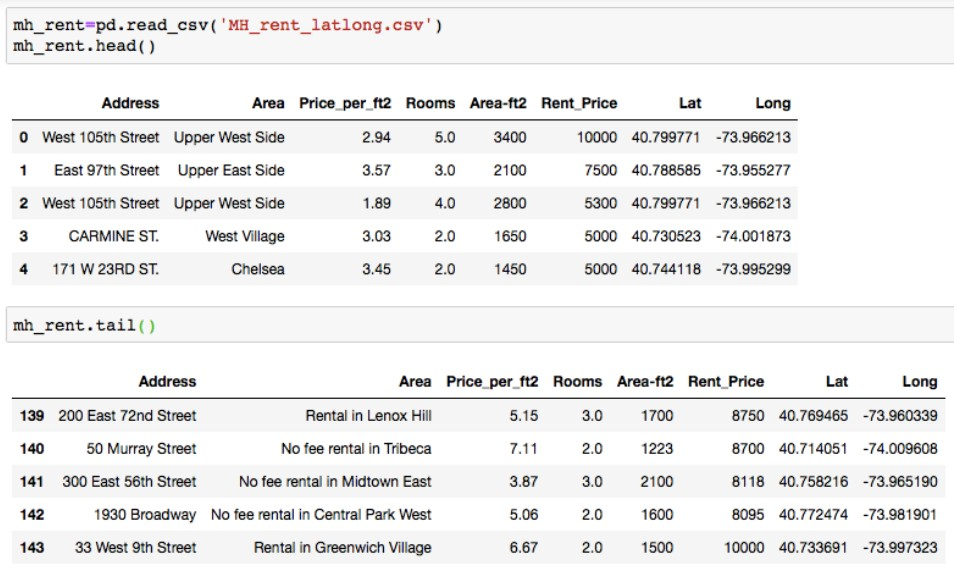 mh_rent=pd.read_csv('MH_rent_latlong.csv')
mh_rent.head()
Address Area Price_per_ft2 Rooms Area-ft2 Rent_Price Lat Long
0 West 105th Street Upper West Side 2.94 5.0 3400 10000 40.799771 -73.966213
1 East 97th Street Upper East Side 3.57 3.0 2100 7500 40.788585 -73.955277
2 West 105th Street Upper West Side 1.89 4.0 2800 5300 40.799771 -73.966213
3 CARMINE ST. West Village 3.03 2.0 1650 5000 40.730523 -74.001873
4 171 W 23RD ST. Chelsea 3.45 2.0 1450 5000 40.744118 -73.995299
mh_rent.tail()
Address Area Price_per_ft2 Rooms Area-ft2 Rent_Price Lat Long
139 200 East 72nd Street Rental in Lenox Hill 5.15 3.0 1700 8750 40.769465 -73.960339
140 50 Murray Street No fee rental in Tribeca 7.11 2.0 1223 8700 40.714051 -74.009608
141 300 East 56th Street No fee rental in Midtown East 3.87 3.0 2100 8118 40.758216 -73.965190
142 1930 Broadway No fee rental in Central Park West 5.06 2.0 1600 8095 40.772474 -73.981901
143 33 West 9th Street Rental in Greenwich Village 6.67 2.0 1500 10000 40.733691 -73.997323